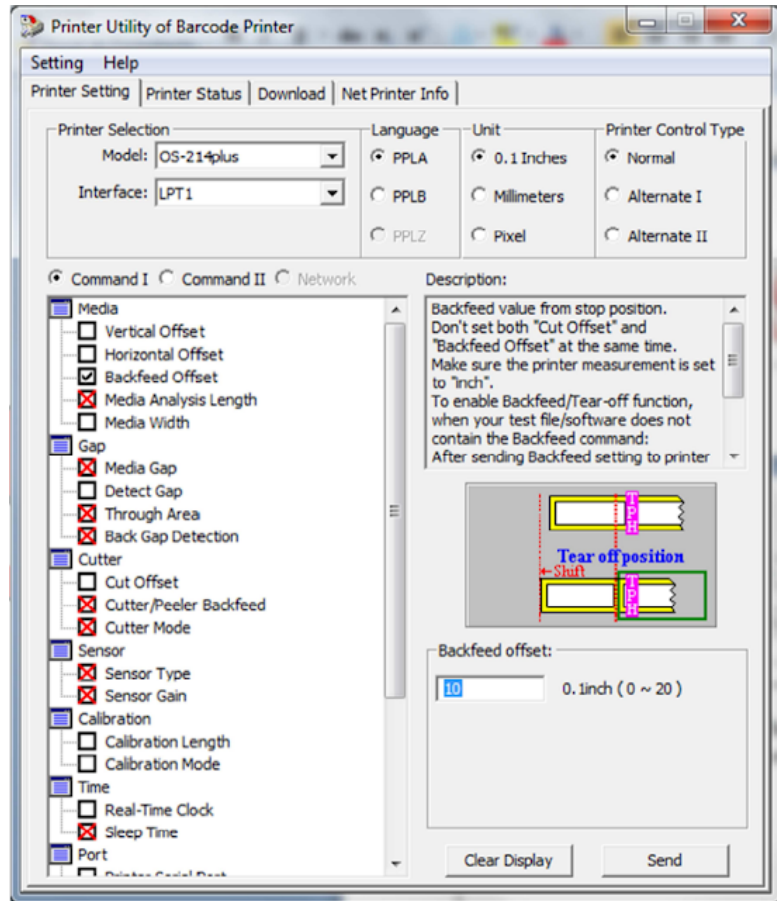 Printer Utility of Barcode Printer
Setting Help
Printer Setting Printer Status Download Net Printer Info
Printer Selection
Model: OS-214plus
Interface: LPT1
Language
PPLA
PPLB
PPLZ
Unit
0.1 Inches
Millimeters
Pixel
Printer Control Type
Normal
Alternate I
Alternate II
Command I Command II Network
Media
Vertical Offset
Horizontal Offset
Backfeed Offset
Media Analysis Length
Media Width
Gap
Media Gap
Detect Gap
Through Area
Back Gap Detection
Cutter
Cut Offset
Cutter/Peeler Backfeed
Cutter Mode
Sensor
Sensor Type
Sensor Gain
Calibration
Calibration Length
Calibration Mode
Time
Real-Time Clock
Sleep Time
Port
Printer Serial Port
Description:
Backfeed value from stop position.
Don't set both "Cut Offset" and
"Backfeed Offset" at the same time.
Make sure the printer measurement is set
to "inch".
To enable Backfeed/Tear-off function,
when your test file/software does not
contain the Backfeed command:
After sending Backfeed setting to printer
TPH
Tear off position
Shift
TPH
Backfeed offset:
10 0.1inch ( 0 ~ 20 )
Clear Display Send